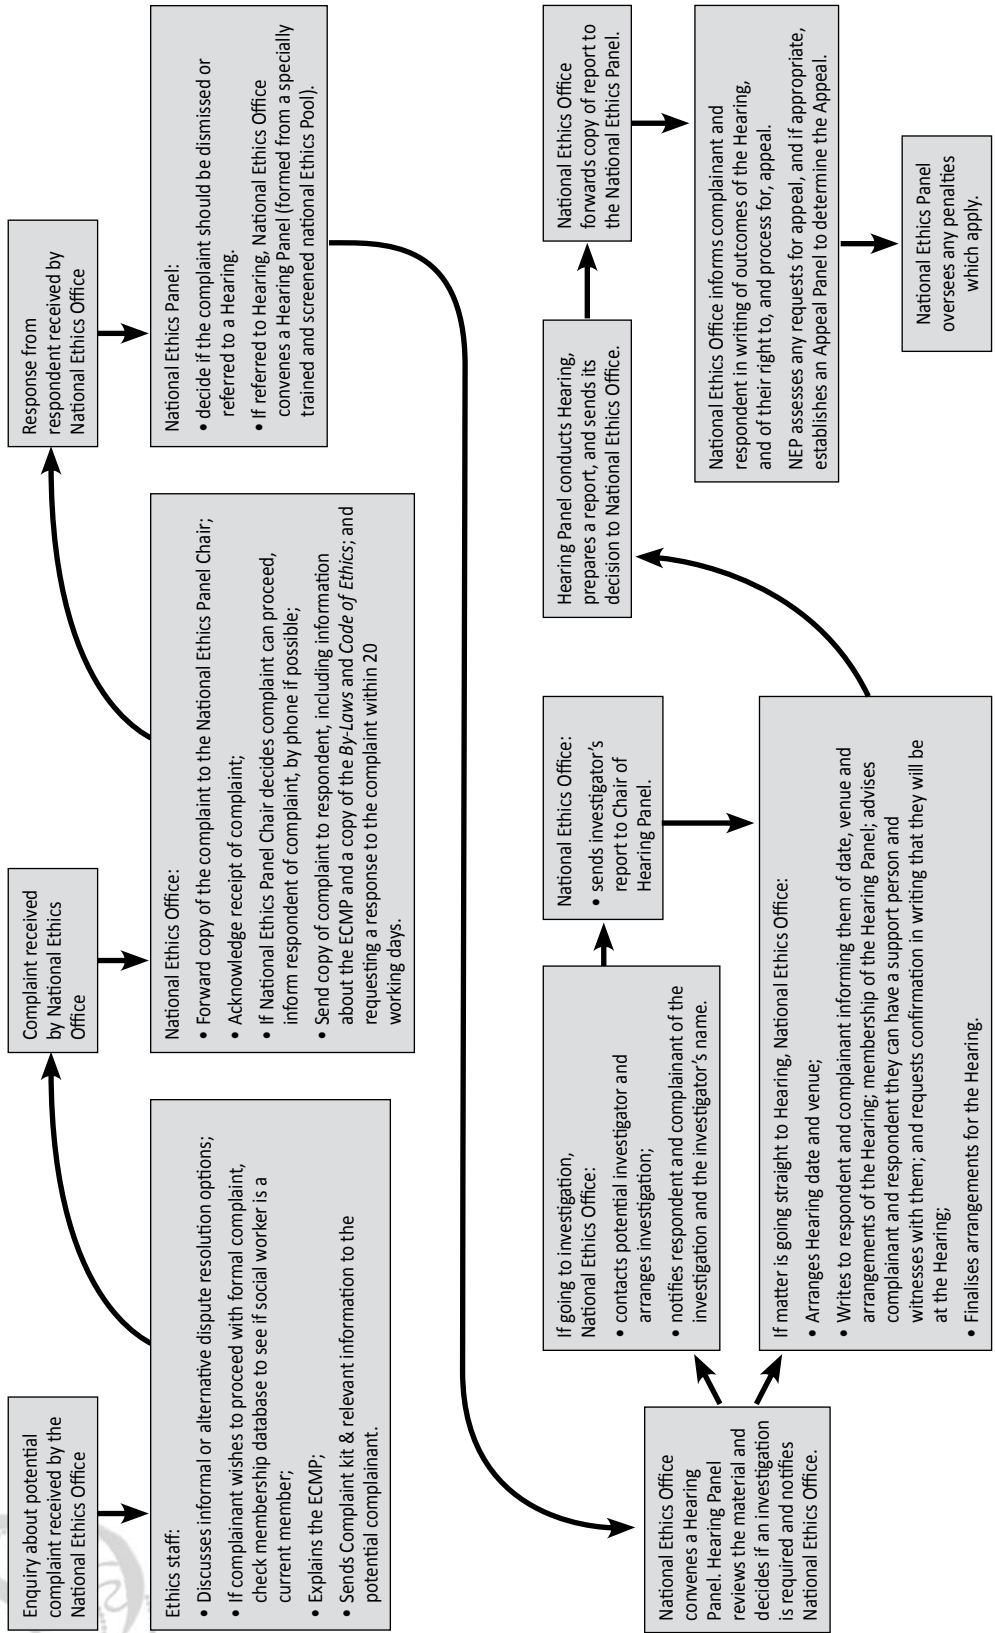 Enquiry about potential
complaint received by the
National Ethics Office
Ethics staff:
• Discusses informal or alternative dispute resolution options;
• If complainant wishes to proceed with formal complaint,
check membership database to see if social worker is a
current member;
• Explains the ECMP;
• Sends Complaint kit & relevant information to the
potential complainant.
Complaint received
by National Ethics
Office
National Ethics Office:
• Forward copy of the complaint to the National Ethics Panel Chair;
• Acknowledge receipt of complaint;
• If National Ethics Panel Chair decides complaint can proceed,
inform respondent of complaint, by phone if possible;
• Send copy of complaint to respondent, including information
about the ECMP and a copy of the By-Laws and Code of Ethics; and
requesting a response to the complaint within 20
working days.
Response from
respondent received by
National Ethics Office
National Ethics Panel:
• decide if the complaint should be dismissed or
referred to a Hearing.
• If referred to Hearing, National Ethics Office
convenes a Hearing Panel (formed from a specially
trained and screened national Ethics Pool).
National Ethics Office
convenes a Hearing
Panel. Hearing Panel
reviews the material and
decides if an investigation
is required and notifies
National Ethics Office.
If going to investigation,
National Ethics Office:
• contacts potential investigator and
arranges investigation;
• notifies respondent and complainant of the
investigation and the investigator's name.
National Ethics Office:
• sends investigator's
report to Chair of
Hearing Panel.
If matter is going straight to Hearing, National Ethics Office:
• Arranges Hearing date and venue;
• Writes to respondent and complainant informing them of date, venue and
arrangements of the Hearing; membership of the Hearing Panel; advises
complainant and respondent they can have a support person and
witnesses with them; and requests confirmation in writing that they will be
at the Hearing;
• Finalises arrangements for the Hearing.
Hearing Panel conducts Hearing,
prepares a report, and sends its
decision to National Ethics Office.
National Ethics Office
forwards copy of report to
the National Ethics Panel.
National Ethics Office informs complainant and
respondent in writing of outcomes of the Hearing,
and of their right to, and process for, appeal.
NEP assesses any requests for appeal, and if appropriate,
establishes an Appeal Panel to determine the Appeal.
National Ethics Panel
oversees any penalties
which apply.